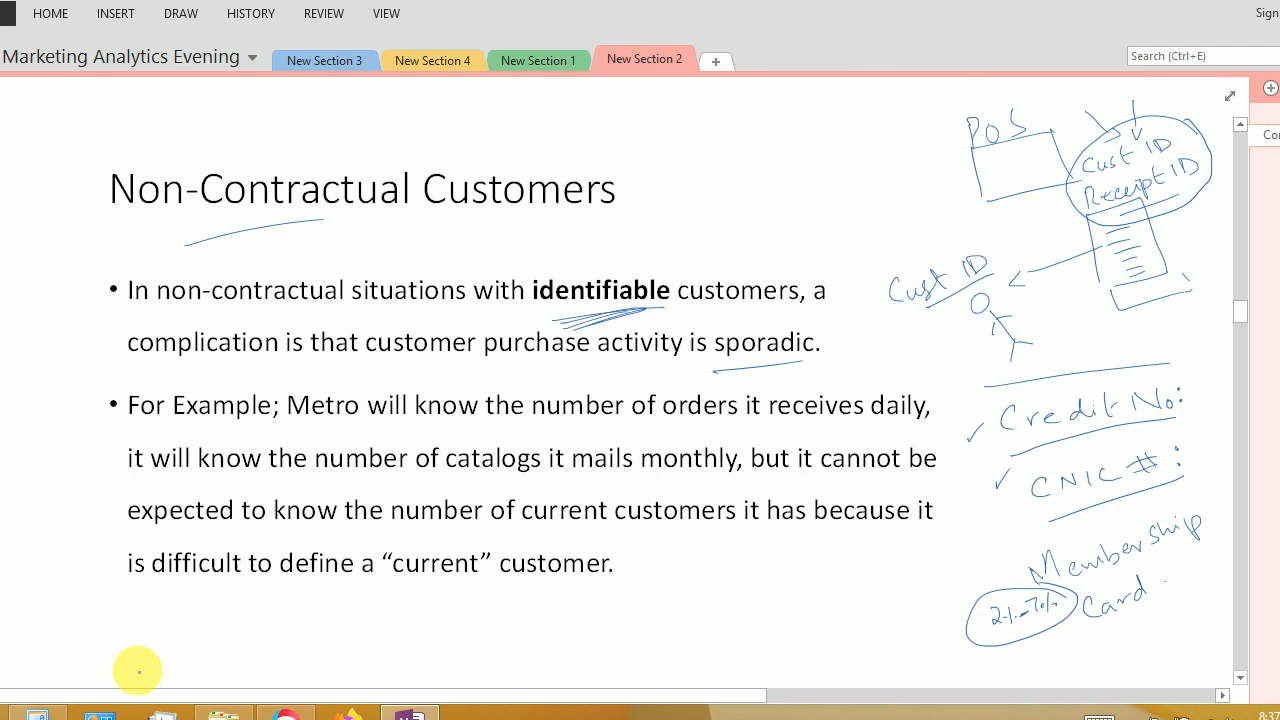 HOME INSERT DRAW HISTORY REVIEW VIEW Sign
Marketing Analytics Evening New Section 3 New Section 4 New Section 1 New Section 2 + Search (Ctrl+E)
POS
Cust ID
Receipt ID
Non-Contractual Customers
Cust ID
• In non-contractual situations with identifiable customers, a
complication is that customer purchase activity is sporadic.
• For Example; Metro will know the number of orders it receives daily,
it will know the number of catalogs it mails monthly, but it cannot be
expected to know the number of current customers it has because it
is difficult to define a “current” customer.
Credit No:
CNIC #:
Membership
Card
8:37